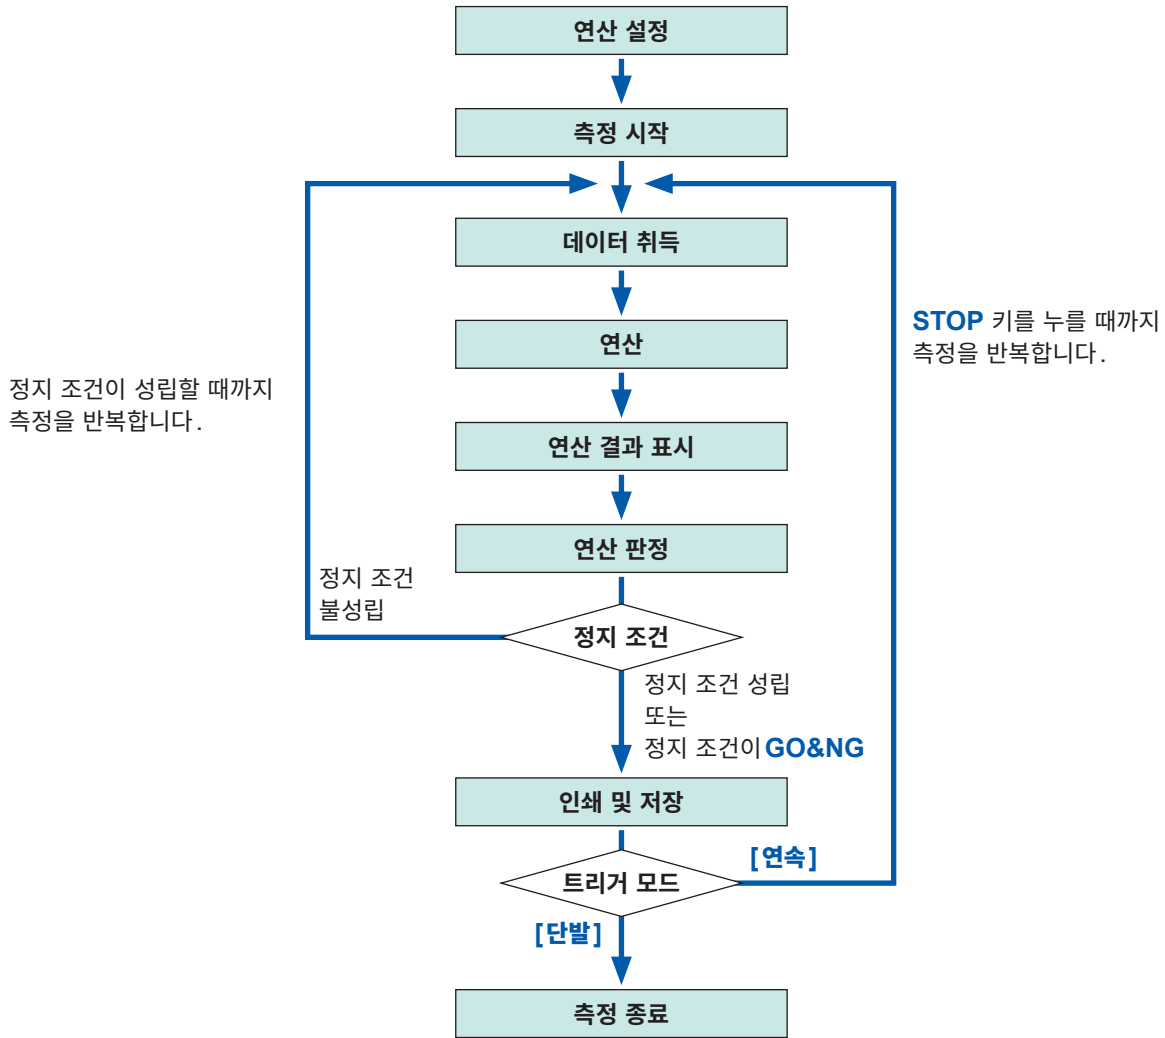 연산 설정
측정 시작
데이터 취득
STOP 키를 누를 때까지
측정을 반복합니다.
연산
정지 조건이 성립할 때까지
측정을 반복합니다.
연산 결과 표시
연산 판정
정지 조건
불성립
정지 조건
정지 조건 성립
또는
정지 조건이 GO&NG
인쇄 및 저장
[연속]
트리거 모드
[단발]
측정 종료